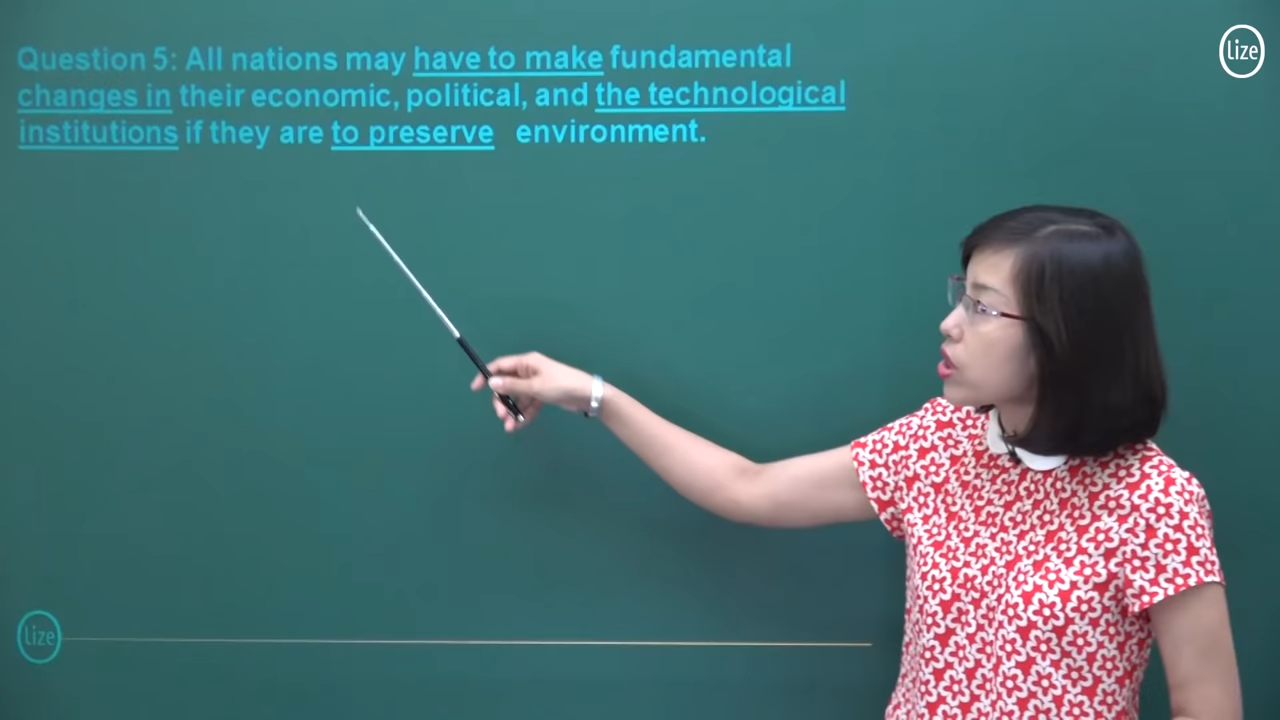 lize
Question 5: All nations may have to make fundamental
changes in their economic, political, and the technological
institutions if they are to preserve environment.
lize